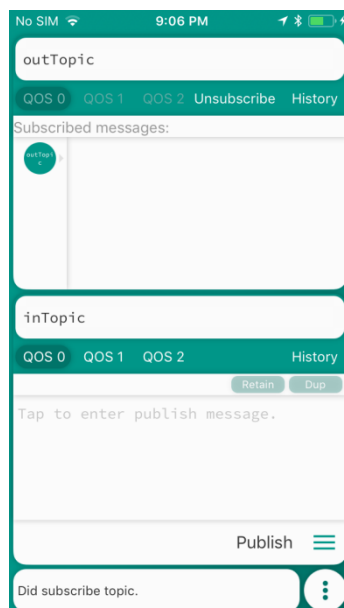 No SIM 9:06 PM
outTopic
QOS 0 QOS 1 QOS 2 Unsubscribe History
Subscribed messages:
outTopi
c
inTopic
QOS 0 QOS 1 QOS 2 History
Retain Dup
Tap to enter publish message.
Publish
Did subscribe topic.